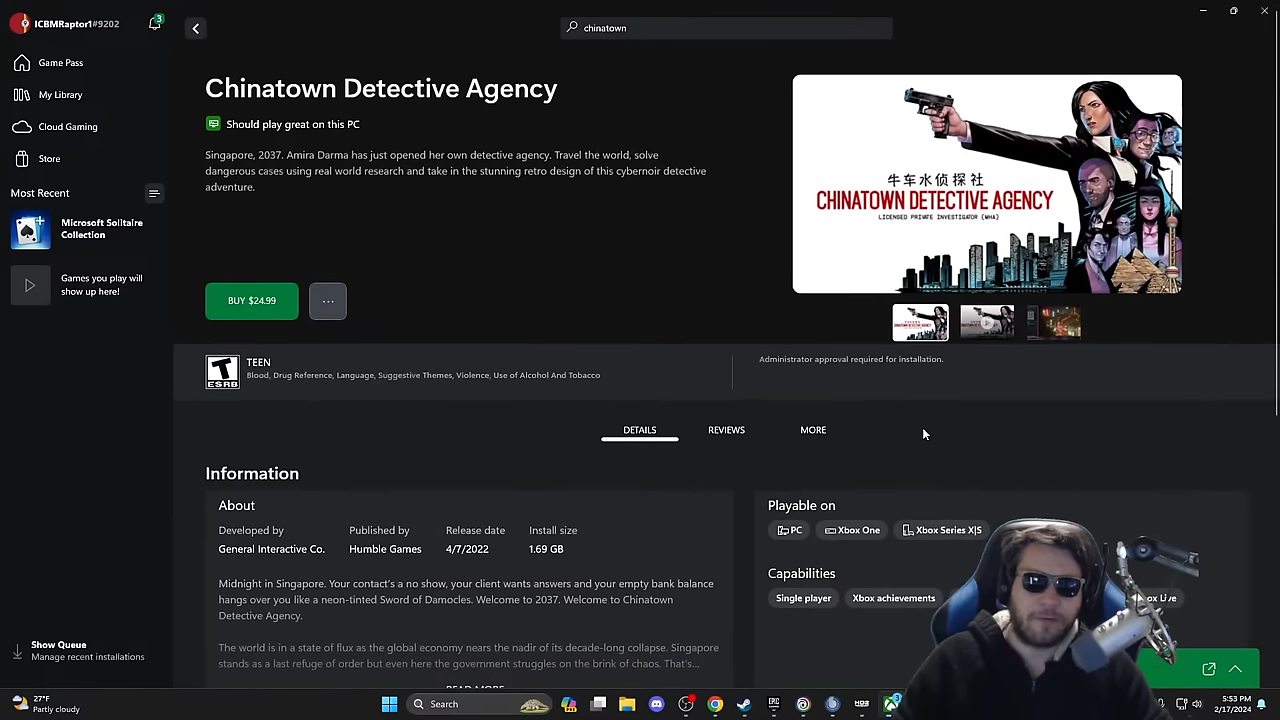 ICBMRaptor1#9202
3
chinatown
Game Pass
My Library
Cloud Gaming
Store
Most Recent
Microsoft Solitaire
Collection
Games you play will
show up here!
Show Queue
Manage recent installations
Chinatown Detective Agency
Should play great on this PC
Singapore, 2037. Amira Darma has just opened her own detective agency. Travel the world, solve
dangerous cases using real world research and take in the stunning retro design of this cybernoir detective
adventure.
BUY $24.99
...
牛车水侦探社
CHINATOWN DETECTIVE AGENCY
LICENSED PRIVATE INVESTIGATOR (MHA)
T
ESRB
TEEN
Blood, Drug Reference, Language, Suggestive Themes, Violence, Use of Alcohol And Tobacco
Administrator approval required for installation.
DETAILS
REVIEWS
MORE
Information
About
Developed by
Published by
Release date
Install size
General Interactive Co.
Humble Games
4/7/2022
1.69 GB
Midnight in Singapore. Your contact's a no show, your client wants answers and your empty bank balance
hangs over you like a neon-tinted Sword of Damocles. Welcome to 2037. Welcome to Chinatown
Detective Agency.
The world is in a state of flux as the global economy nears the nadir of its decade-long collapse. Singapore
stands as a last refuge of order but even here the government struggles on the brink of chaos. That's...
READ MORE
Playable on
PC
Xbox One
Xbox Series X|S
Capabilities
Single player
Xbox achievements
ox Live
27°F
Partly cloudy
Search
3
5:53 PM
2/17/2024